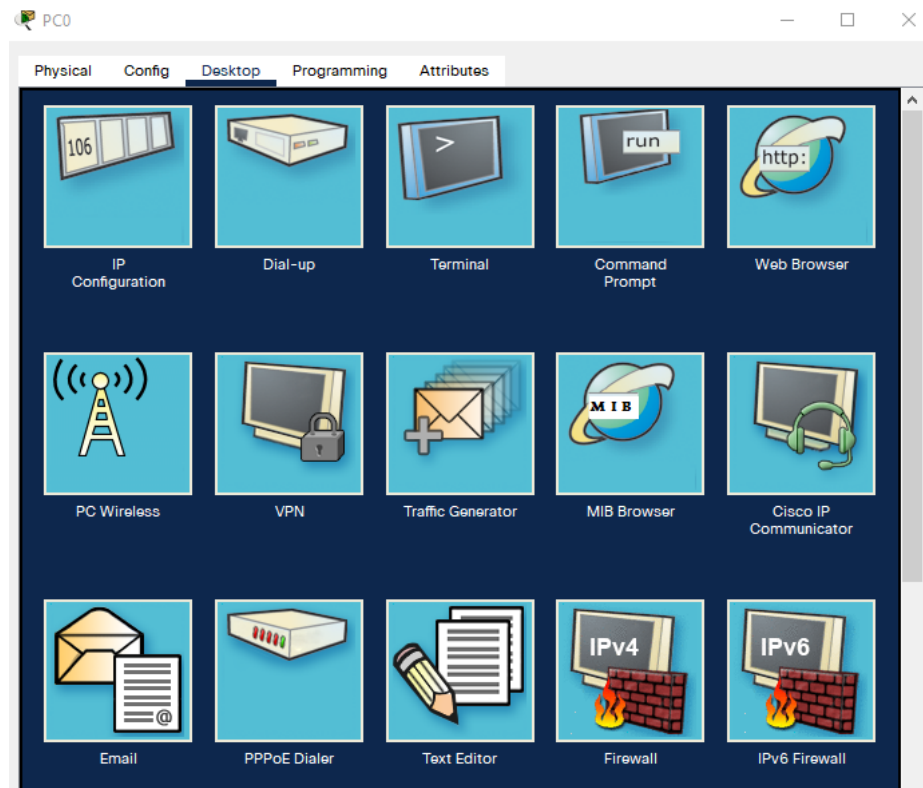 PC0
Physical Config Desktop Programming Attributes
106
>
run
http:
IP
Configuration
Dial-up
Terminal
Command
Prompt
Web Browser
MIB
PC Wireless
VPN
Traffic Generator
MIB Browser
Cisco IP
Communicator
@
IPv4
IPv6
Email
PPPoE Dialer
Text Editor
Firewall
IPv6 Firewall